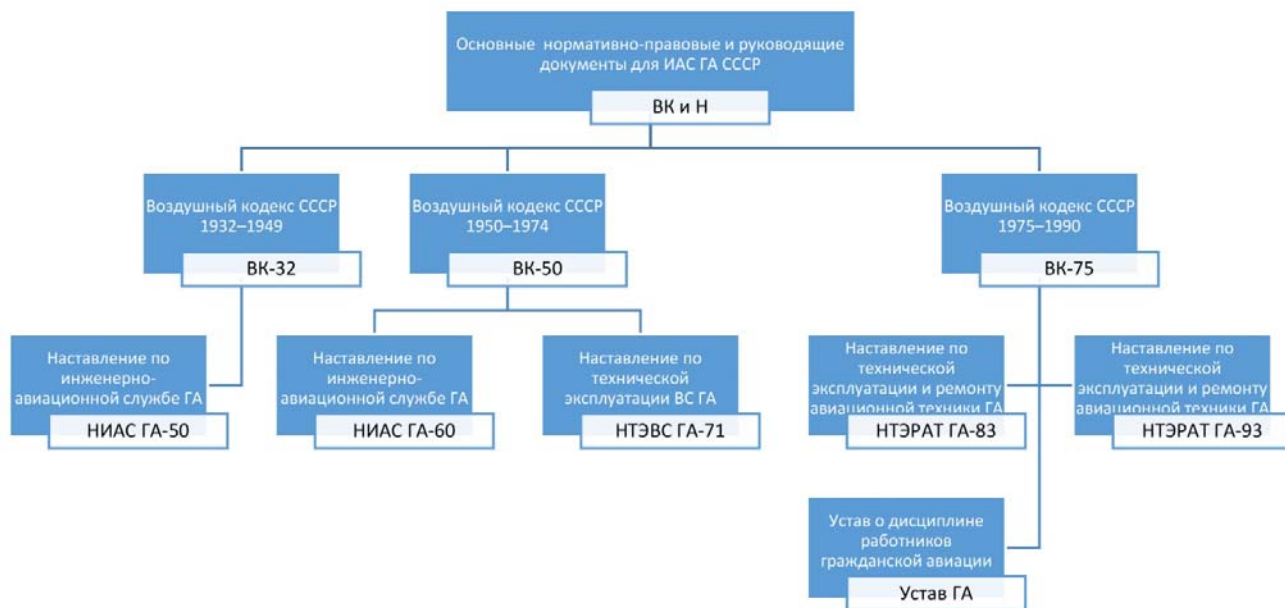 Основные нормативно-правовые и руководящие
документы для ИАС ГА СССР
ВК и Н
Воздушный кодекс СССР
1932–1949
ВК-32
Воздушный кодекс СССР
1950–1974
ВК-50
Воздушный кодекс СССР
1975–1990
ВК-75
Наставление по
инженерно-
авиационной службе ГА
НИАС ГА-50
Наставление по
инженерно-
авиационной службе ГА
НИАС ГА-60
Наставление по
технической
эксплуатации ВС ГА
НТЭВС ГА-71
Наставление по
технической
эксплуатации и ремонту
авиационной техники ГА
НТЭРАТ ГА-83
Наставление по
технической
эксплуатации и ремонту
авиационной техники ГА
НТЭРАТ ГА-93
Устав о дисциплине
работников
гражданской авиации
Устав ГА